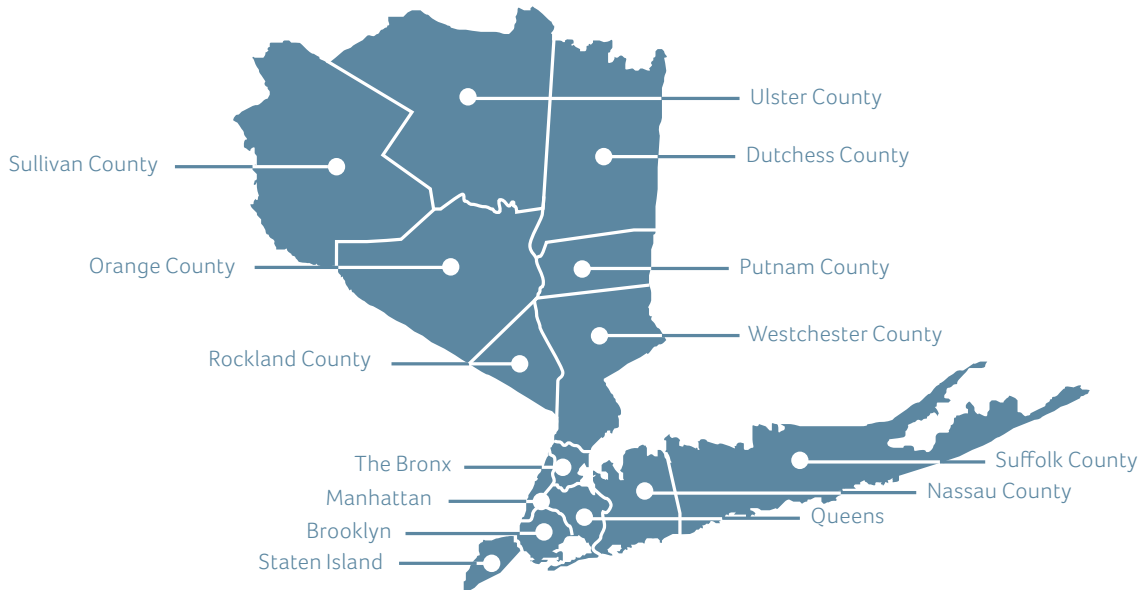 Ulster County
Dutchess County
Sullivan County
Orange County
Putnam County
Westchester County
Rockland County
The Bronx
Suffolk County
Manhattan
Nassau County
Queens
Brooklyn
Staten Island